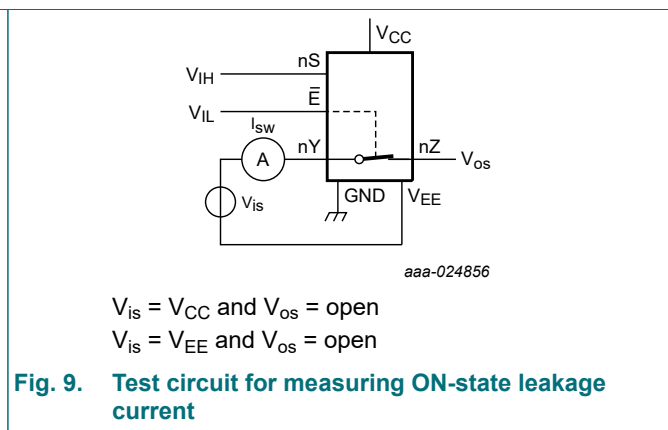 VCC
nS
VIH
E̅
VIL
Isw
nY
nZ
A
Vos
Vis
GND VEE
aaa-024856
Vis = VCC and Vos = open
Vis = VEE and Vos = open
Fig. 9. Test circuit for measuring ON-state leakage
current